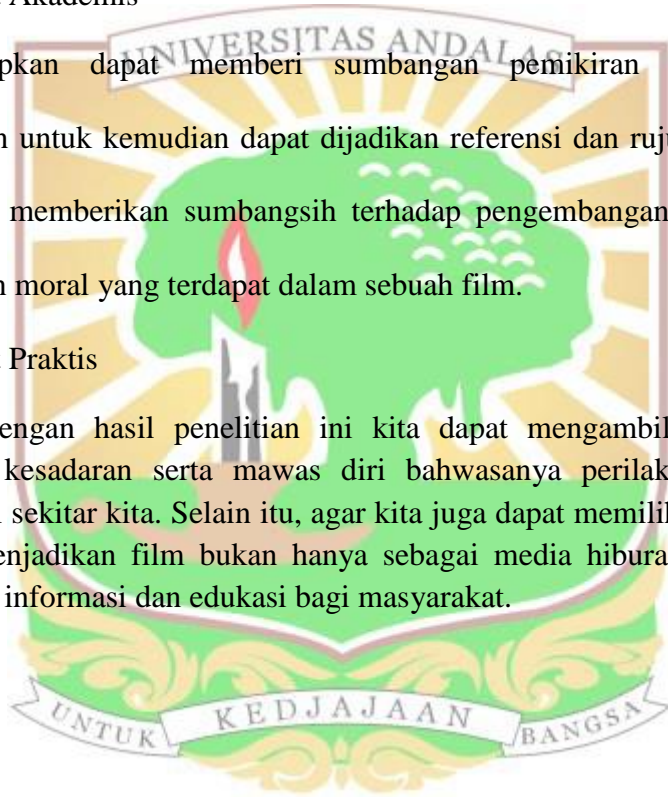 Akademis
UNIVERSITAS ANDALAS
pkan dapat memberi sumbangan pemikiran
n untuk kemudian dapat dijadikan referensi dan ruju
memberikan sumbangsih terhadap pengembangan
n moral yang terdapat dalam sebuah film.
Praktis
engan hasil penelitian ini kita dapat mengambil
kesadaran serta mawas diri bahwasanya perilak
sekitar kita. Selain itu, agar kita juga dapat memilik
enjadikan film bukan hanya sebagai media hibura
informasi dan edukasi bagi masyarakat.
UNTUK KEDJAJAAN BANGSA